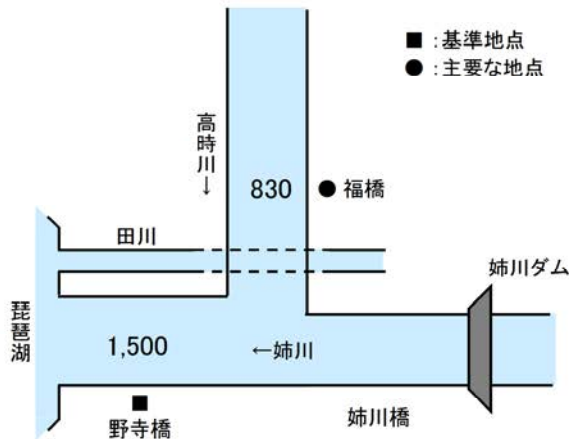 ■：基準地点
●：主要な地点
高時川
↓
830
● 福橋
田川
姉川ダム
琵琶湖
1,500
←姉川
■
野寺橋
姉川橋